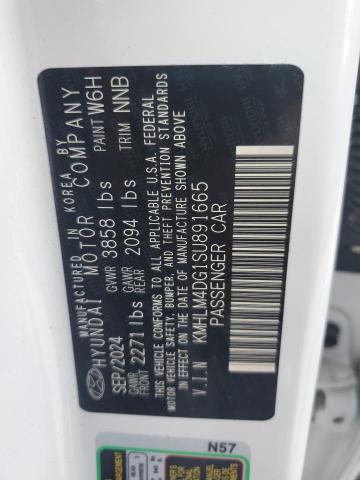 MANUFACTURED IN KOREA BY
HYUNDAI MOTOR COMPANY
SEP/2024 GVWR 3858 lbs PAINT W6H
GAWR FRONT 2271 lbs GAWR REAR 2094 lbs TRIM NNB
THIS VEHICLE CONFORMS TO ALL APPLICABLE U.S.A. FEDERAL
MOTOR VEHICLE SAFETY, BUMPER, AND THEFT PREVENTION STANDARDS
IN EFFECT ON THE DATE OF MANUFACTURE SHOWN ABOVE
V.I.N KMHLM4DG1SU891665
PASSENGER CAR
N57